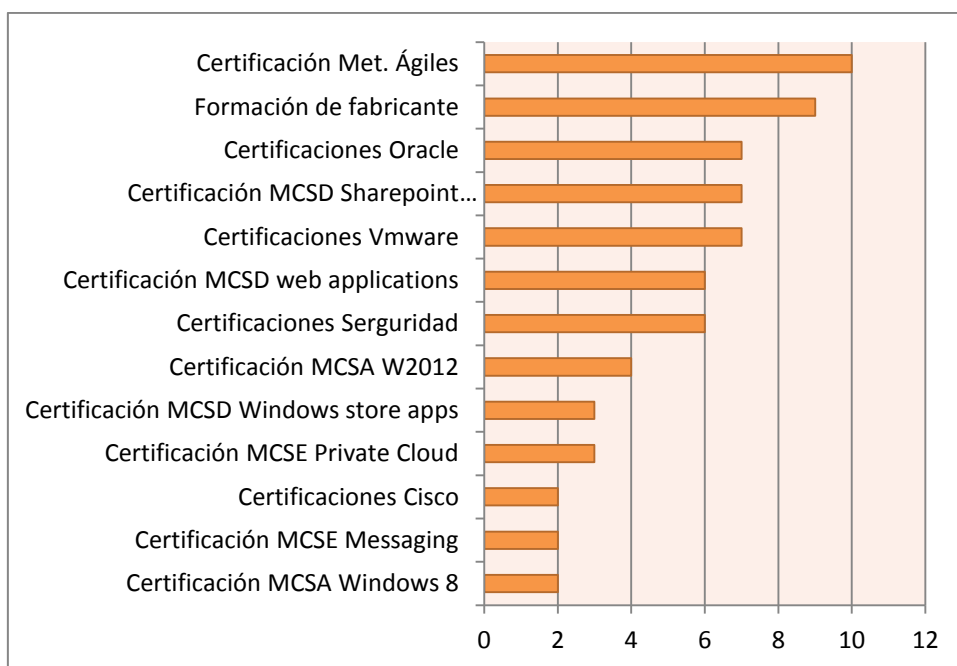 Certificación Met. Ágiles
Formación de fabricante
Certificaciones Oracle
Certificación MCSD Sharepoint...
Certificaciones Vmware
Certificación MCSD web applications
Certificaciones Serguridad
Certificación MCSA W2012
Certificación MCSD Windows store apps
Certificación MCSE Private Cloud
Certificaciones Cisco
Certificación MCSE Messaging
Certificación MCSA Windows 8
0 2 4 6 8 10 12